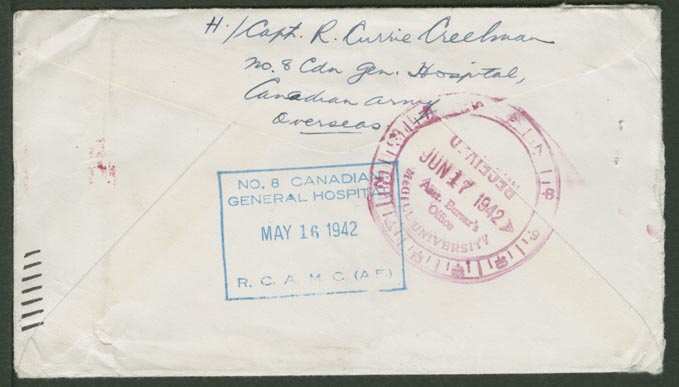 H./Capt. R. Currie Creelman
No. 8 Cdn Gen. Hospital,
Canadian Army
Overseas
NO. 8 CANADIAN
GENERAL HOSPITAL
MAY 16 1942
R. C. A. M. C. (A.F.)
RECEIVED
JUN 17 1942
Asst. Bursar's
Office
McGILL UNIVERSITY